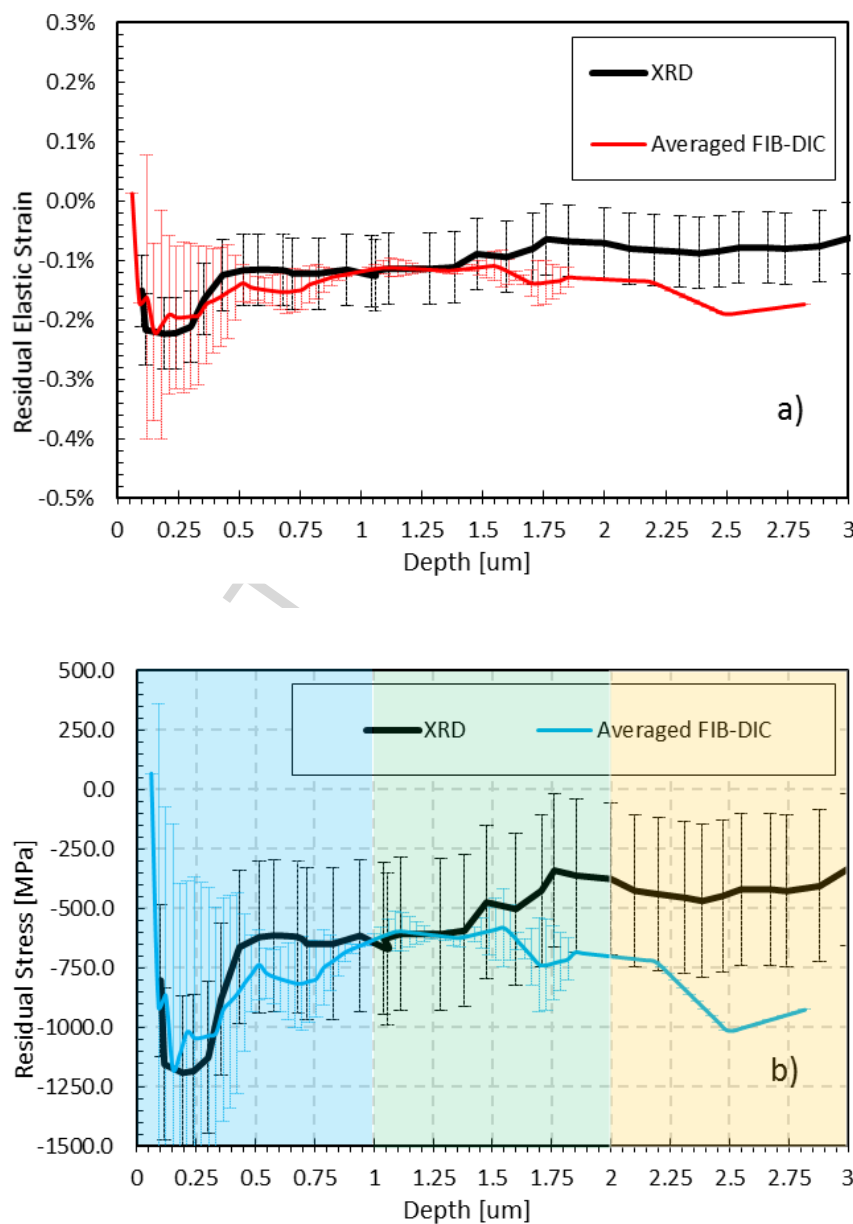 0.3%
0.2%
0.1%
0.0%
-0.1%
-0.2%
-0.3%
-0.4%
-0.5%
Residual Elastic Strain
XRD
Averaged FIB-DIC
a)
0 0.25 0.5 0.75 1 1.25 1.5 1.75 2 2.25 2.5 2.75 3
Depth [um]
500.0
250.0
0.0
-250.0
-500.0
-750.0
-1000.0
-1250.0
-1500.0
Residual Stress [MPa]
XRD Averaged FIB-DIC
b)
0 0.25 0.5 0.75 1 1.25 1.5 1.75 2 2.25 2.5 2.75 3
Depth [um]